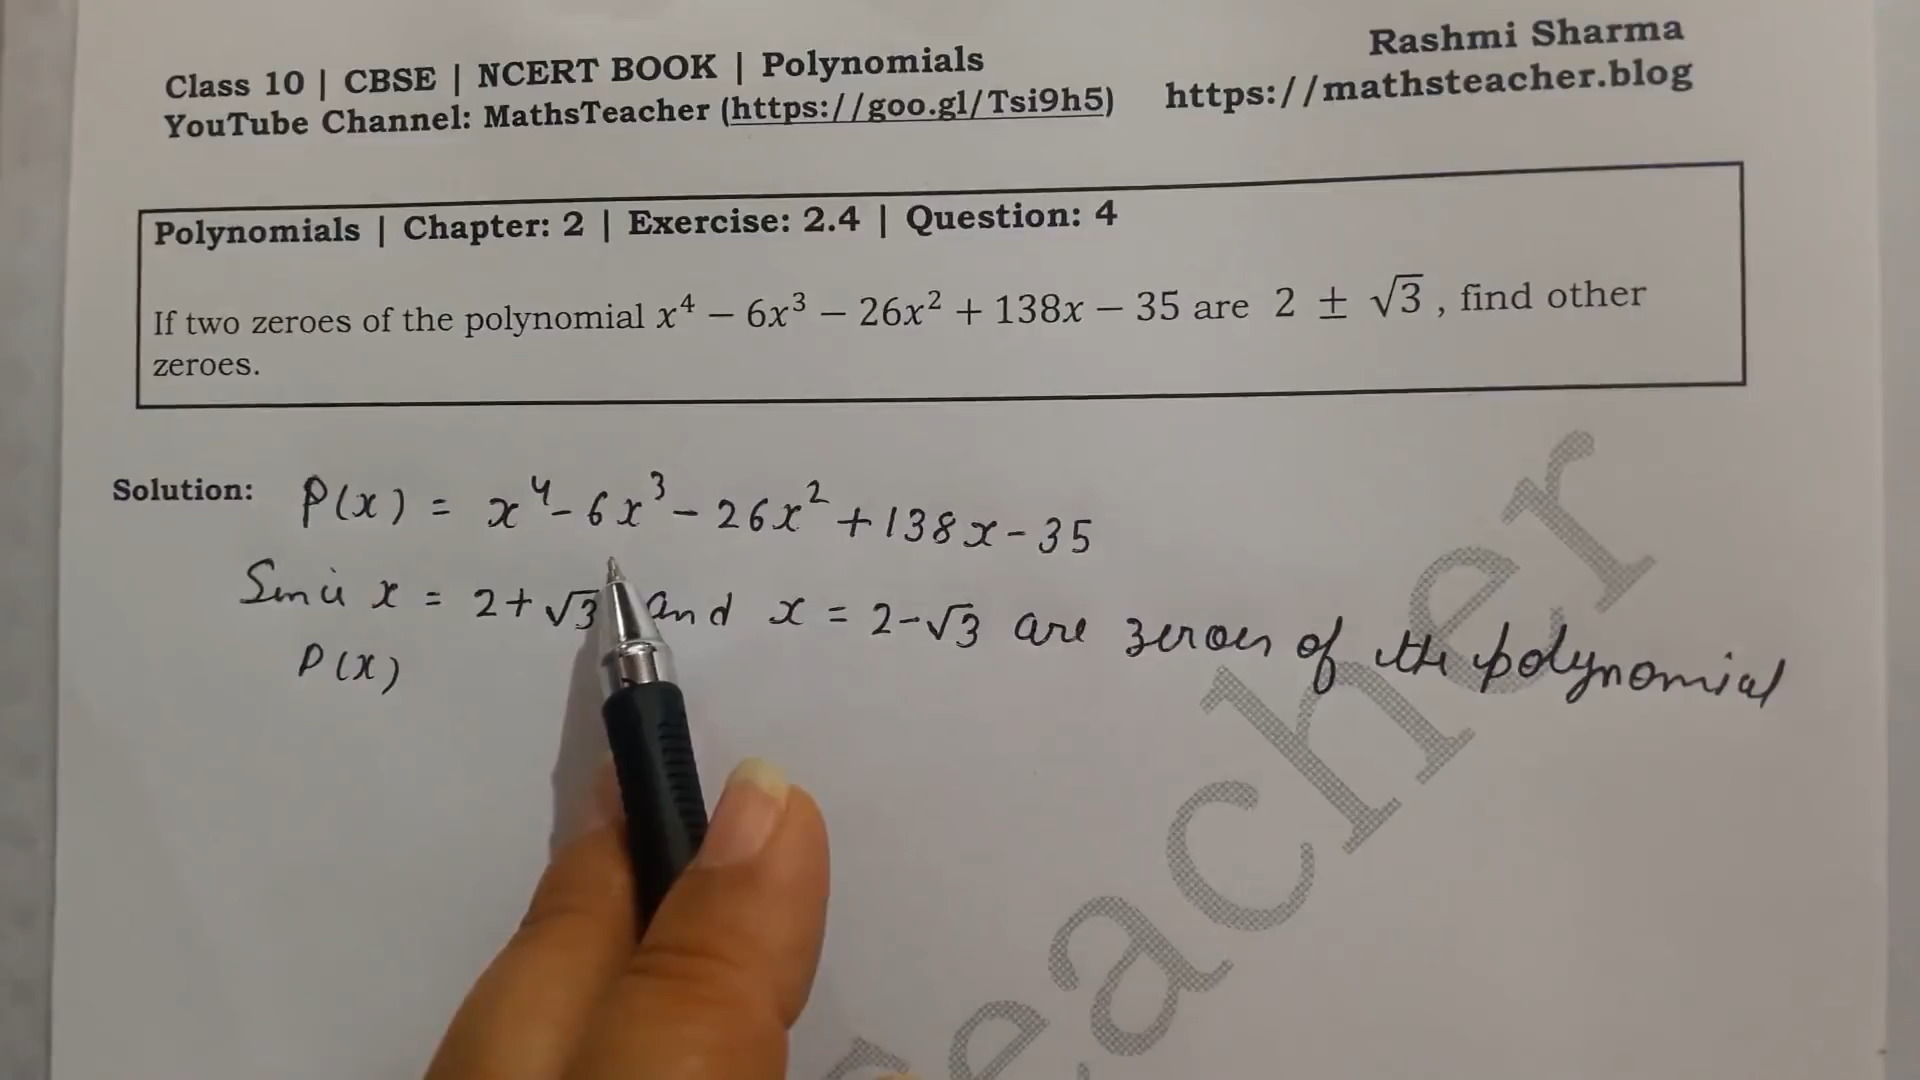 Rashmi Sharma
Class 10 | CBSE | NCERT BOOK | Polynomials
YouTube Channel: MathsTeacher (https://goo.gl/Tsi9h5) https://mathsteacher.blog
Polynomials | Chapter: 2 | Exercise: 2.4 | Question: 4
If two zeroes of the polynomial x⁴ − 6x³ − 26x² + 138x − 35 are 2 ± √3 , find other
zeroes.
Solution: P(x) = x⁴ - 6x³ - 26x² + 138x - 35
Since x = 2+√3 and x = 2-√3 are zeroes of the polynomial
P(x)
eacher